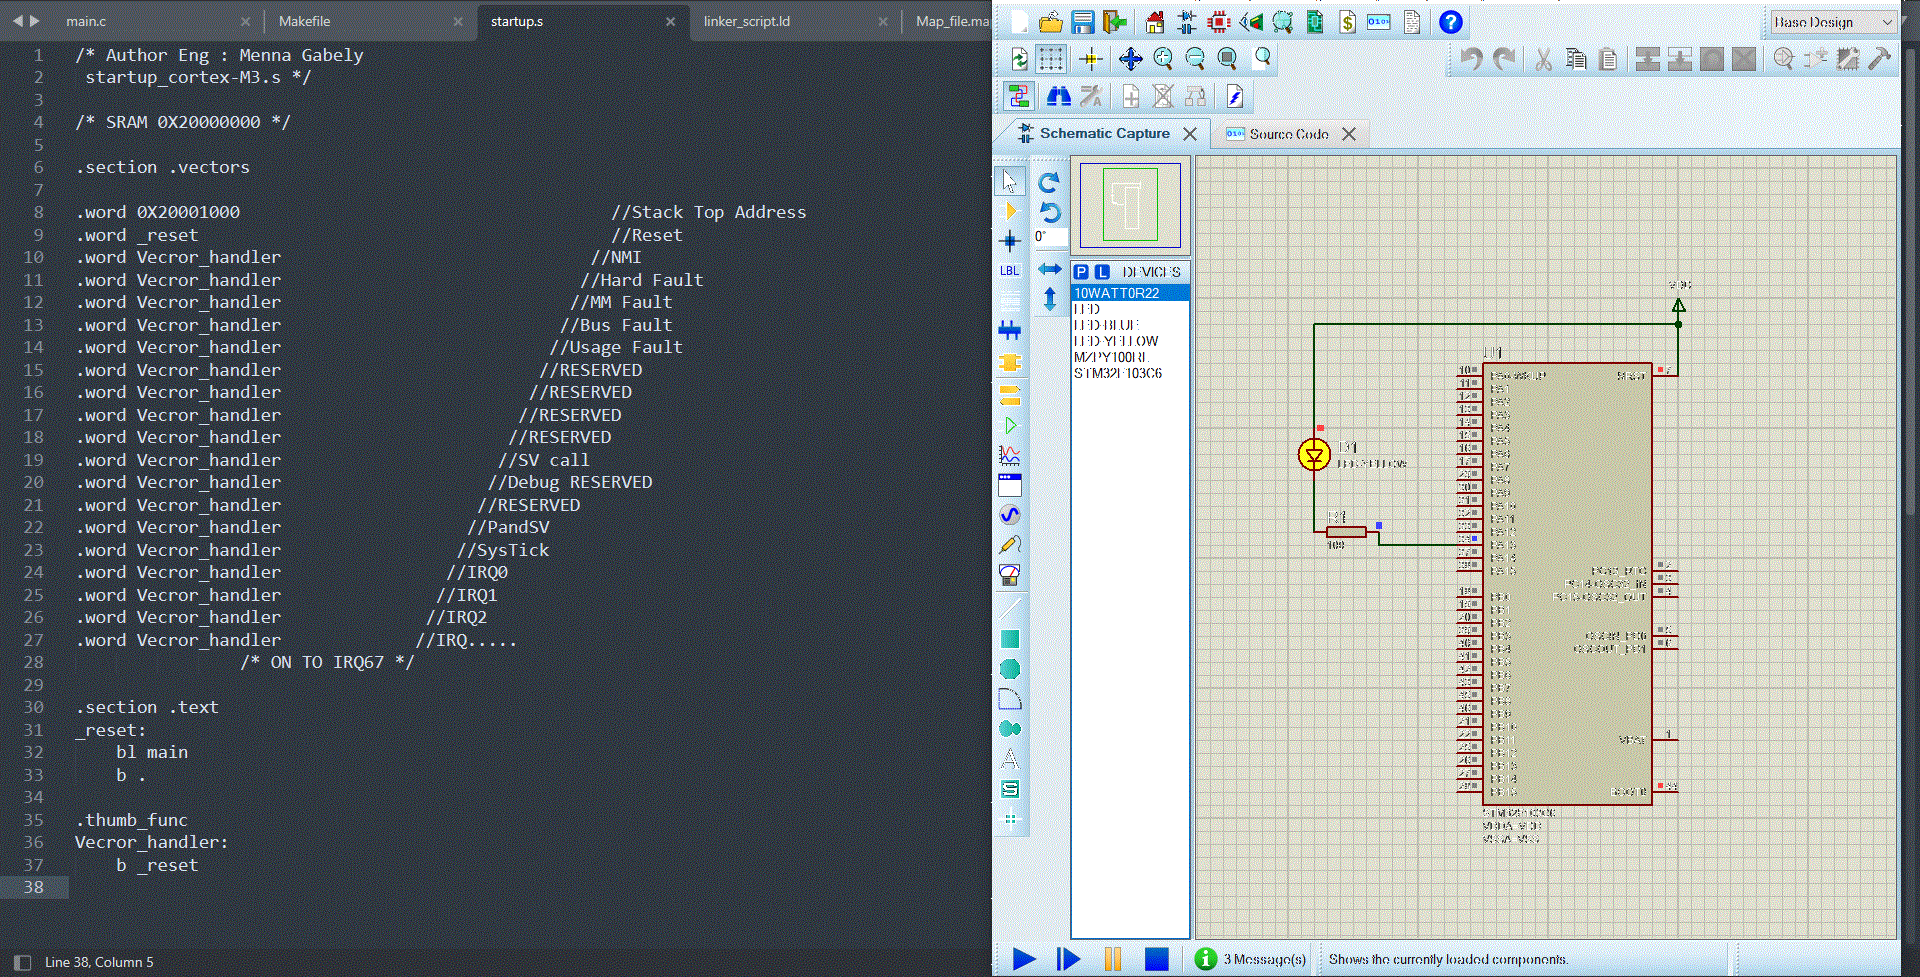 main.c
Makefile
startup.s
linker_script.ld
Map_file.ma
1 /* Author Eng : Menna Gabely
2 startup_cortex-M3.s */
3
4 /* SRAM 0X20000000 */
5
6 .section .vectors
7
8 .word 0X20001000 //Stack Top Address
9 .word _reset //Reset
10 .word Vecror_handler //NMI
11 .word Vecror_handler //Hard Fault
12 .word Vecror_handler //MM Fault
13 .word Vecror_handler //Bus Fault
14 .word Vecror_handler //Usage Fault
15 .word Vecror_handler //RESERVED
16 .word Vecror_handler //RESERVED
17 .word Vecror_handler //RESERVED
18 .word Vecror_handler //RESERVED
19 .word Vecror_handler //SV call
20 .word Vecror_handler //Debug RESERVED
21 .word Vecror_handler //RESERVED
22 .word Vecror_handler //PandSV
23 .word Vecror_handler //SysTick
24 .word Vecror_handler //IRQ0
25 .word Vecror_handler //IRQ1
26 .word Vecror_handler //IRQ2
27 .word Vecror_handler //IRQ.....
28 /* ON TO IRQ67 */
29
30 .section .text
31 _reset:
32 bl main
33 b .
34
35 .thumb_func
36 Vecror_handler:
37 b _reset
38
Line 38, Column 5
Base Design
Schematic Capture
Source Code
0°
LBL
P L DEVICES
10WATT0R22
LED
LED-BLUE
LED-YELLOW
STM32F103C6
U1
D1
R1
100
3 Message(s)
Shows the currently loaded components.